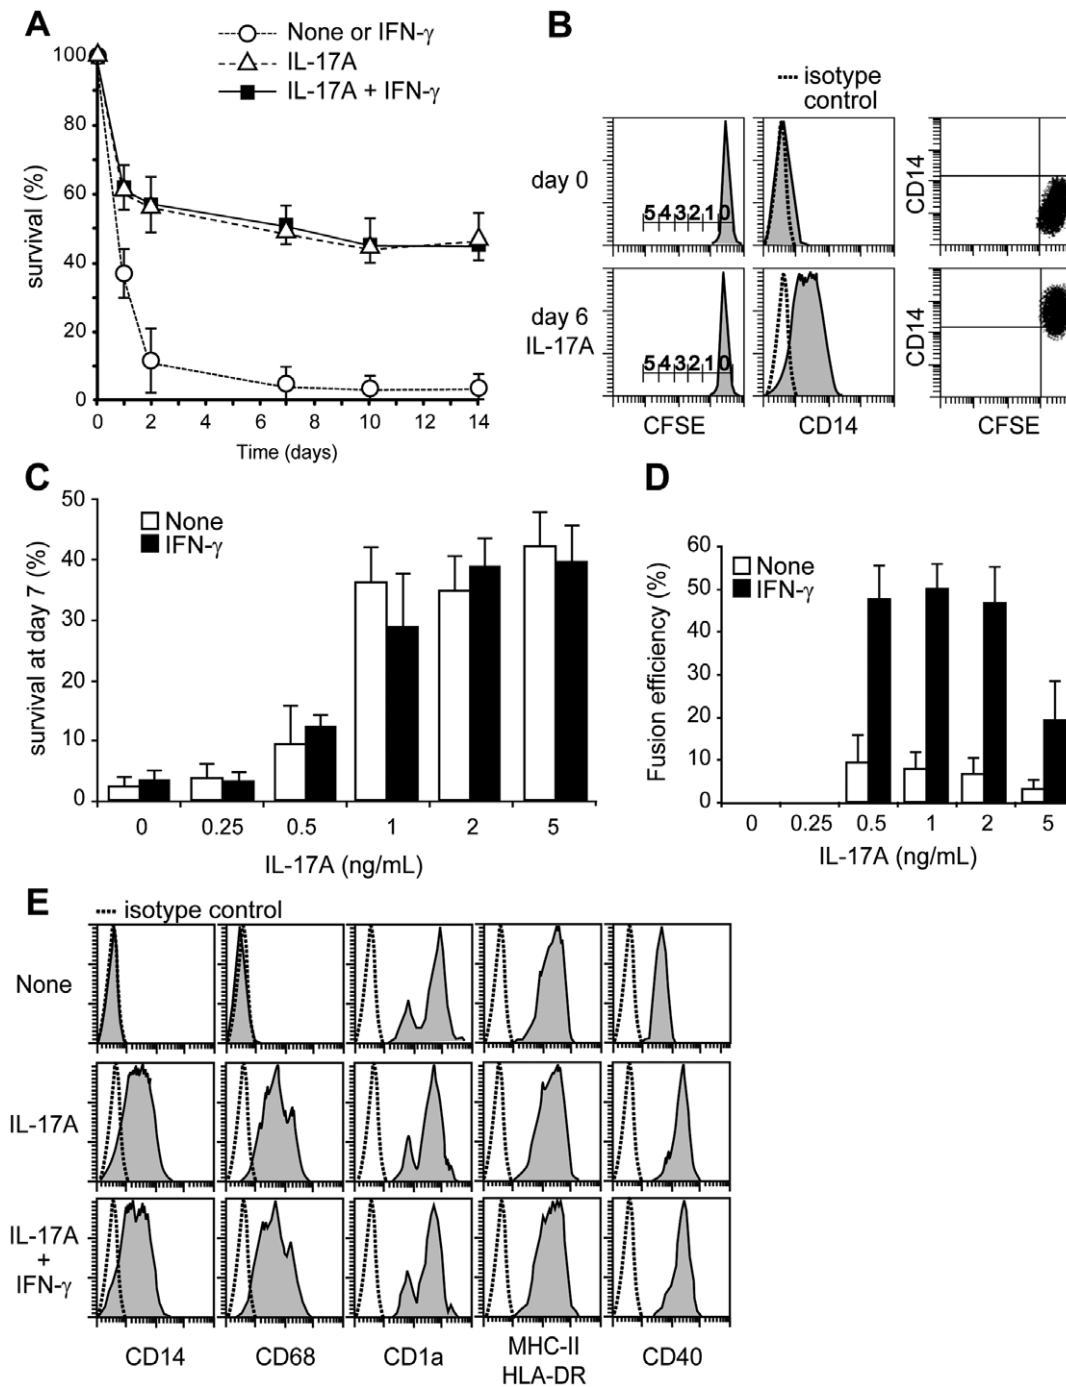 A
None or IFN-γ
IL-17A
IL-17A + IFN-γ
survival (%)
100
80
60
40
20
0
0 2 4 6 8 10 12 14
Time (days)
B
isotype
control
day 0
543210
CD14
day 6
IL-17A
543210
CD14
CFSE CD14 CFSE
C
None
IFN-γ
survival at day 7 (%)
50
40
30
20
10
0
0 0.25 0.5 1 2 5
IL-17A (ng/mL)
D
None
IFN-γ
Fusion efficiency (%)
60
50
40
30
20
10
0
0 0.25 0.5 1 2 5
IL-17A (ng/mL)
E
isotype control
None
IL-17A
IL-17A
+
IFN-γ
CD14 CD68 CD1a MHC-II HLA-DR CD40